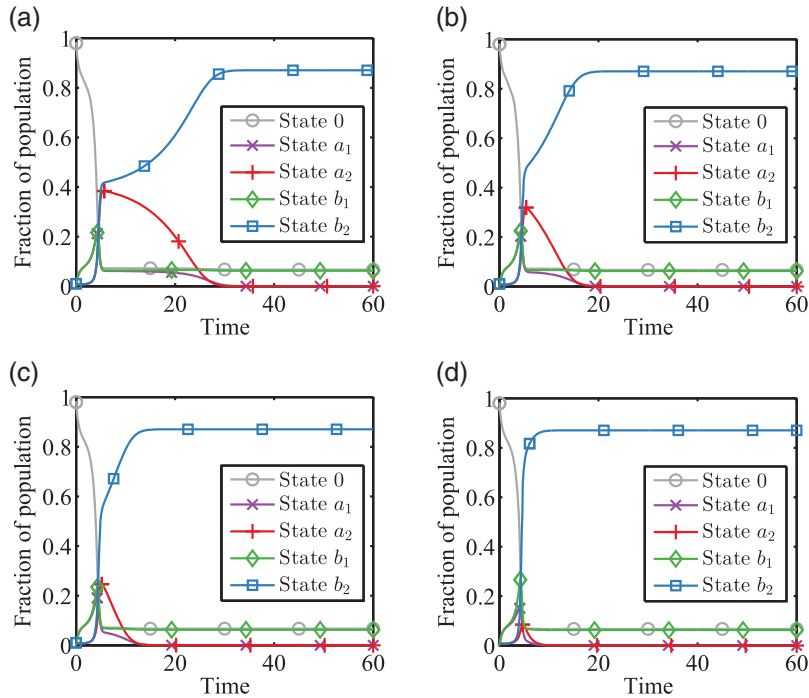 (a)
Fraction of population
1
0.8
0.6
0.4
0.2
0
0 20 40 60
Time
State 0
State a₁
State a₂
State b₁
State b₂
(b)
Fraction of population
1
0.8
0.6
0.4
0.2
0
0 20 40 60
Time
State 0
State a₁
State a₂
State b₁
State b₂
(c)
Fraction of population
1
0.8
0.6
0.4
0.2
0
0 20 40 60
Time
State 0
State a₁
State a₂
State b₁
State b₂
(d)
Fraction of population
1
0.8
0.6
0.4
0.2
0
0 20 40 60
Time
State 0
State a₁
State a₂
State b₁
State b₂